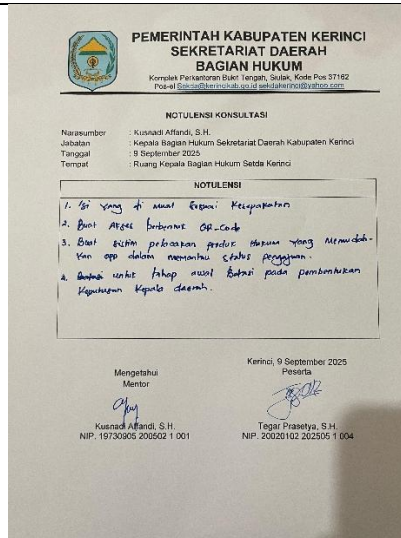 PEMERINTAH KABUPATEN KERINCI
SEKRETARIAT DAERAH
BAGIAN HUKUM
Komplek Perkantoran Bukit Tengah, Siulak, Kode Pos 37162
Pos-el Sekda@kerincikab.go.id sekdakerinci@yahoo.com
NOTULENSI KONSULTASI
Narasumber : Kusnadi Affandi, S.H.
Jabatan : Kepala Bagian Hukum Sekretariat Daerah Kabupaten Kerinci
Tanggal : 9 September 2025
Tempat : Ruang Kepala Bagian Hukum Setda Kerinci
NOTULENSI
1. Isi yang di muat sesuai kesepakatan
2. Buat Akses berbasis QR-Code
3. Buat sistim pelacakan produk Hukum yang memudah-
kan OPD dalam memantau status pengajuan.
4. untuk tahap awal Batasi pada pembentukan
Keputusan Kepala daerah.
Kerinci, 9 September 2025
Mengetahui
Mentor
Peserta
Kusnadi Affandi, S.H.
NIP. 19730905 200502 1 001
Tegar Prasetya, S.H.
NIP. 20020102 202505 1 004